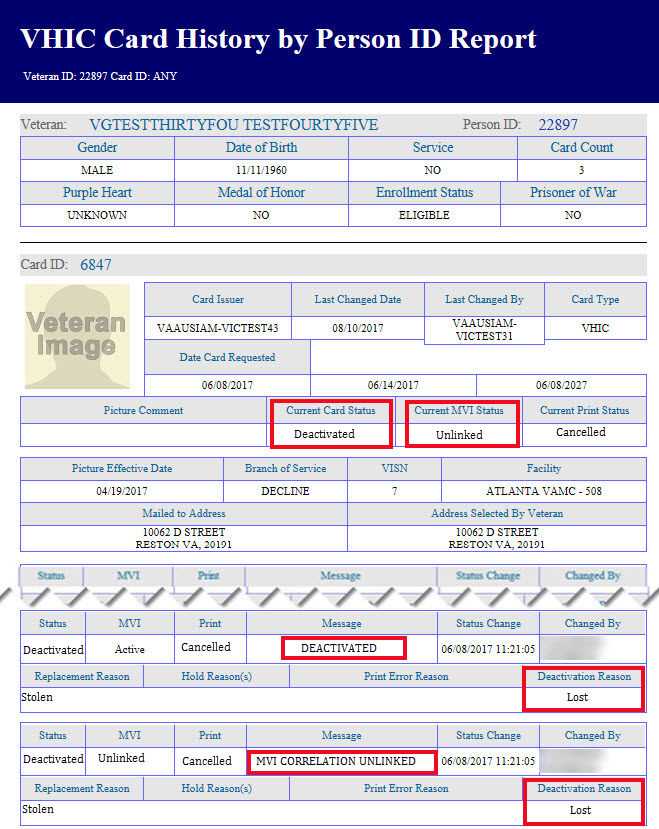 VHIC Card History by Person ID Report
Veteran ID: 22897 Card ID: ANY
Veteran: VGTESTTHIRTYFOU TESTFOURTYFIVE Person ID: 22897
Gender Date of Birth Service Card Count
MALE 11/11/1960 NO 3
Purple Heart Medal of Honor Enrollment Status Prisoner of War
UNKNOWN NO ELIGIBLE NO
Card ID: 6847
Veteran
Image
Card Issuer Last Changed Date Last Changed By Card Type
VAAUSIAM-VICTEST43 08/10/2017 VAAUSIAM-
VICTEST31 VHIC
Date Card Requested
06/08/2017 06/14/2017 06/08/2027
Picture Comment Current Card Status Current MVI Status Current Print Status
Deactivated Unlinked Cancelled
Picture Effective Date Branch of Service VISN Facility
04/19/2017 DECLINE 7 ATLANTA VAMC - 508
Mailed to Address Address Selected By Veteran
10062 D STREET 10062 D STREET
RESTON VA, 20191 RESTON VA, 20191
Status MVI Print Message Status Change Changed By
Status MVI Print Message Status Change Changed By
Deactivated Active Cancelled DEACTIVATED 06/08/2017 11:21:05
Replacement Reason Hold Reason(s) Print Error Reason Deactivation Reason
Stolen Lost
Status MVI Print Message Status Change Changed By
Deactivated Unlinked Cancelled MVI CORRELATION UNLINKED 06/08/2017 11:21:05
Replacement Reason Hold Reason(s) Print Error Reason Deactivation Reason
Stolen Lost